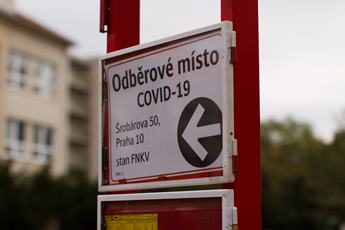 Odběrové místo
COVID-19
Šrobárova 50,
Praha 10
stan FNKV